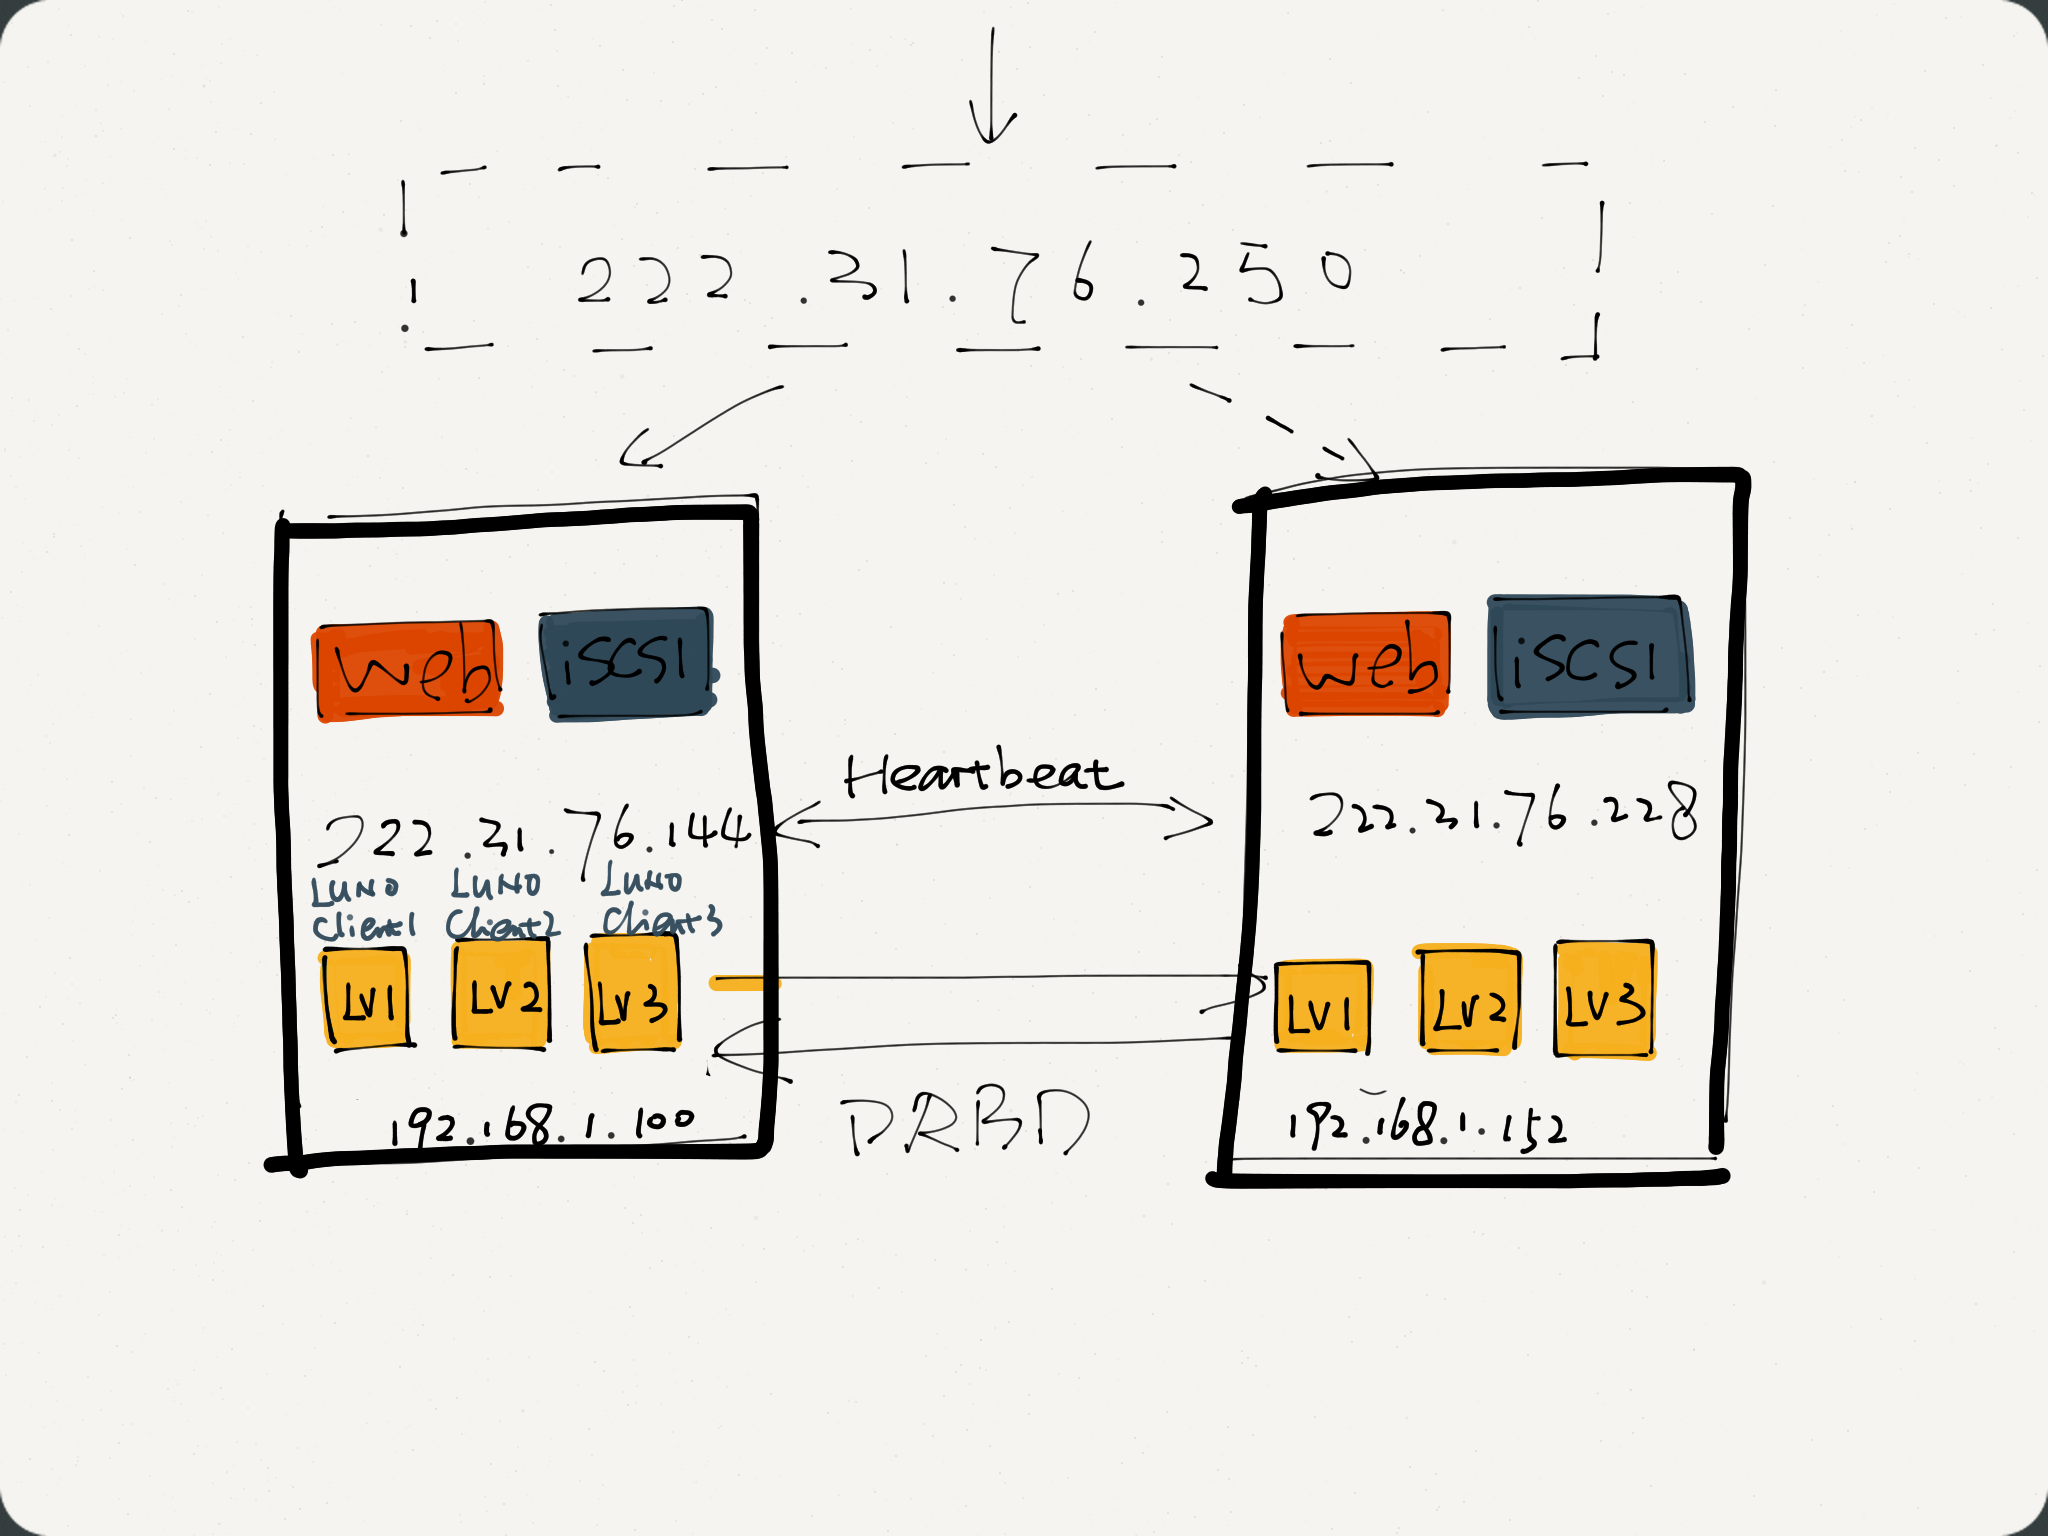 222.31.76.250
Web iSCSI
222.31.76.144
LUN0 LUN0 LUN0
Client1 Client2 Client3
LV1 LV2 LV3
192.168.1.100
Heartbeat
DRBD
Web iSCSI
222.31.76.228
LV1 LV2 LV3
192.168.1.152